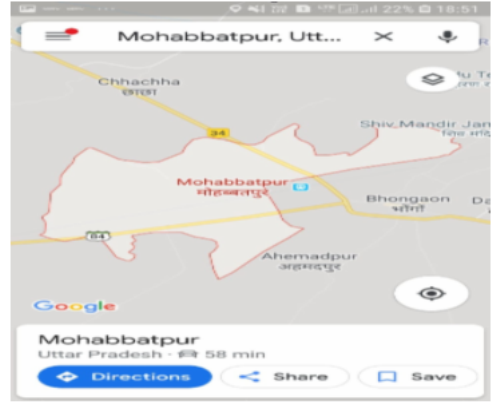 22% 18:51
Mohabbatpur, Utt...
Chhachha
छाछा
34
Shiv Mandir Jan
Mohabbatpur
मोहब्बतपुर
Bhongaon
भोंगाँव
84
Ahemadpur
अहमदपुर
Google
Mohabbatpur
Uttar Pradesh · 58 min
Directions
Share
Save